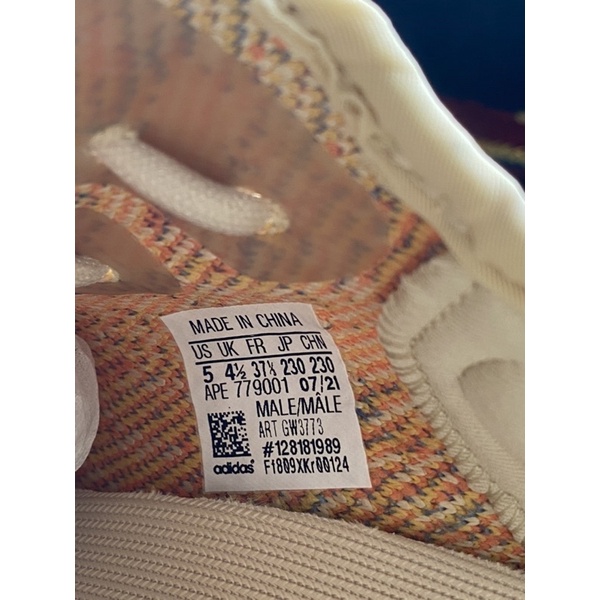 MADE IN CHINA
US UK FR JP CHN
5 4½ 37⅓ 230 230
APE 779001 07/21
MALE/MÂLE
ART GW3773
#128181989
adidas® F1809XKr00124